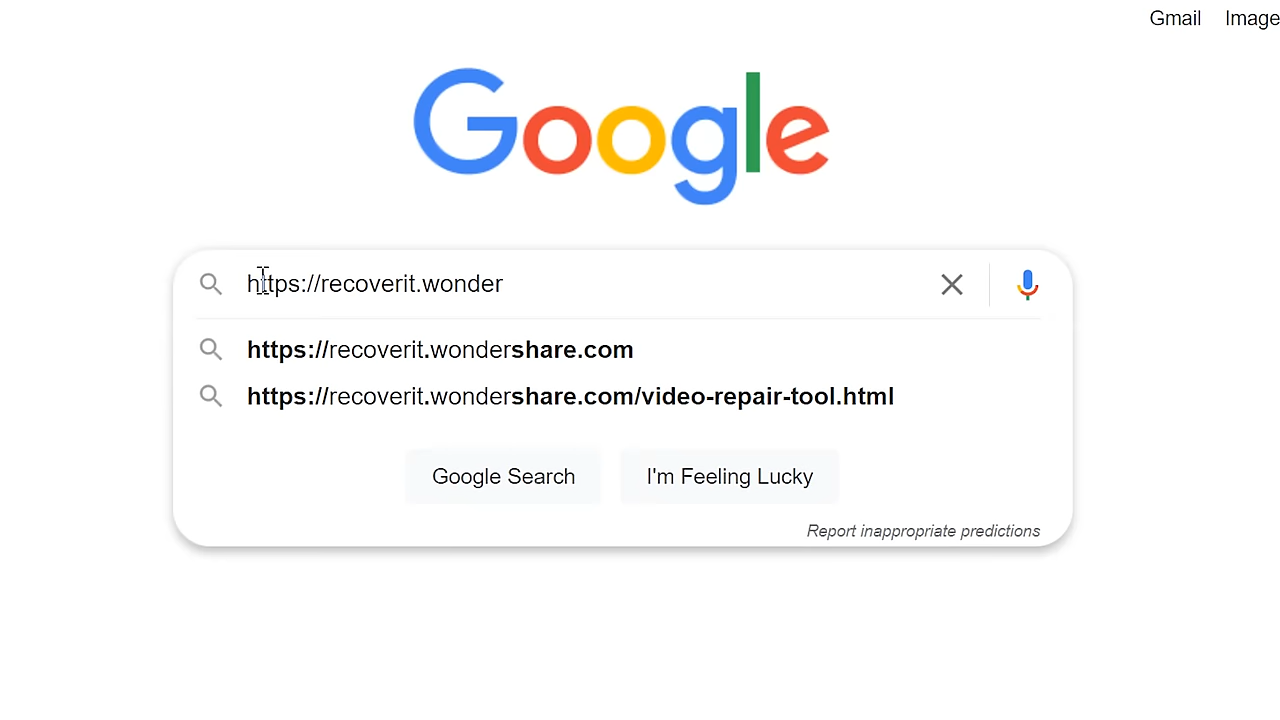 Gmail Image
Google
https://recoverit.wonder
https://recoverit.wondershare.com
https://recoverit.wondershare.com/video-repair-tool.html
Google Search I'm Feeling Lucky
Report inappropriate predictions